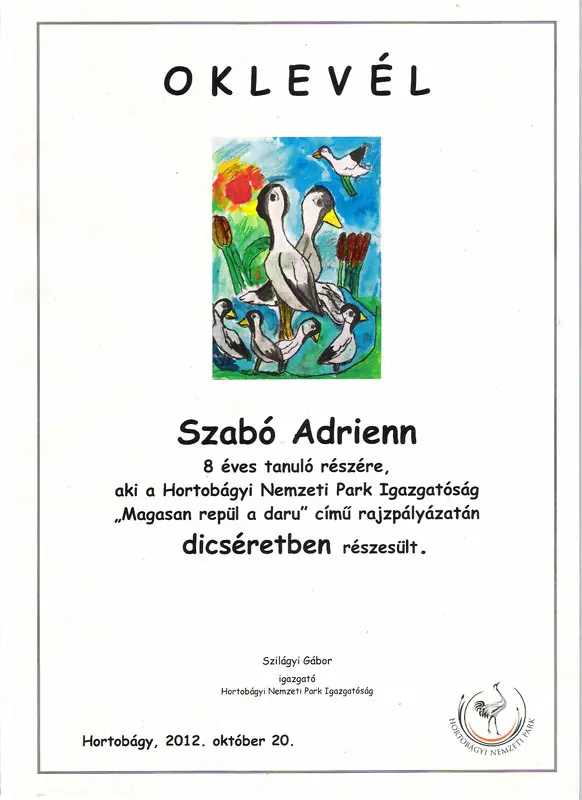 OKLEVÉL
Szabó Adrienn
8 éves tanuló részére,
aki a Hortobágyi Nemzeti Park Igazgatóság
„Magasan repül a daru” című rajzpályázatán
dicséretben részesült.
Szilágyi Gábor
igazgató
Hortobágyi Nemzeti Park Igazgatóság
Hortobágy, 2012. október 20.
HORTOBÁGYI NEMZETI PARK